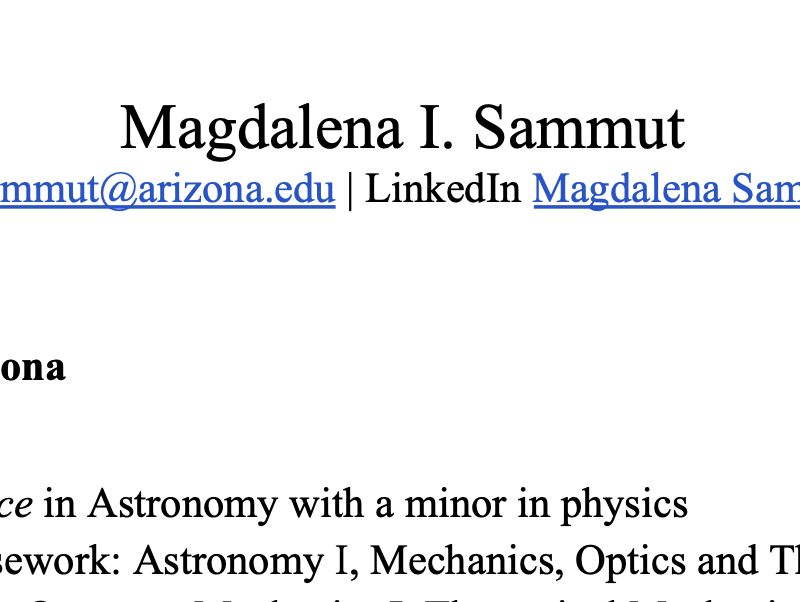 Magdalena I. Sammut
mmut@arizona.edu | LinkedIn Magdalena Sam
ona
ce in Astronomy with a minor in physics
sework: Astronomy I, Mechanics, Optics and Th